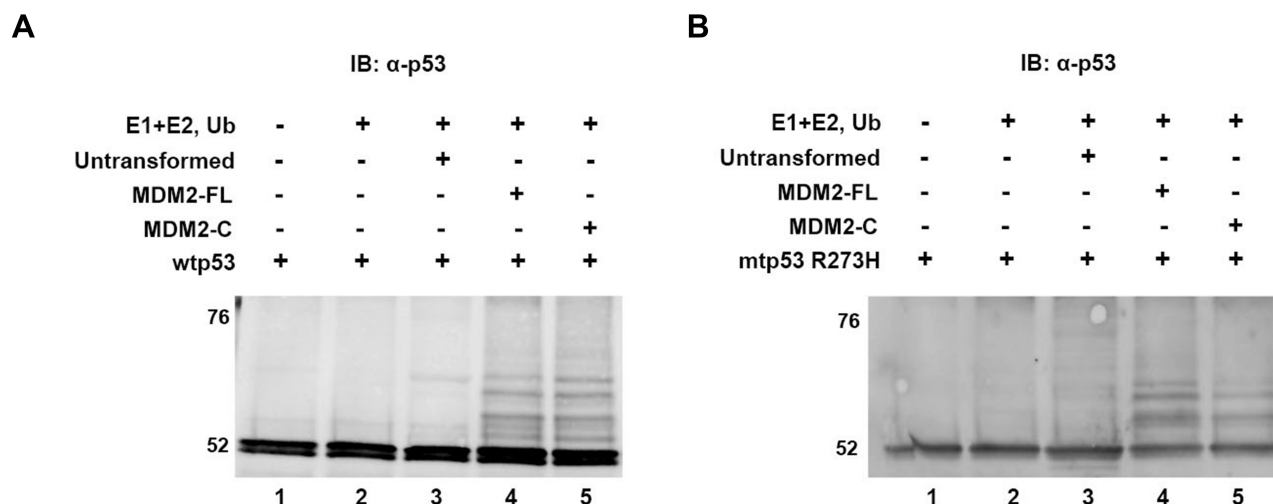 A
IB: α-p53
E1+E2, Ub - + + + +
Untransformed - - + - -
MDM2-FL - - - + -
MDM2-C - - - - +
wtp53 + + + + +
76
52
1 2 3 4 5
B
IB: α-p53
E1+E2, Ub - + + + +
Untransformed - - + - -
MDM2-FL - - - + -
MDM2-C - - - - +
mtp53 R273H + + + + +
76
52
1 2 3 4 5